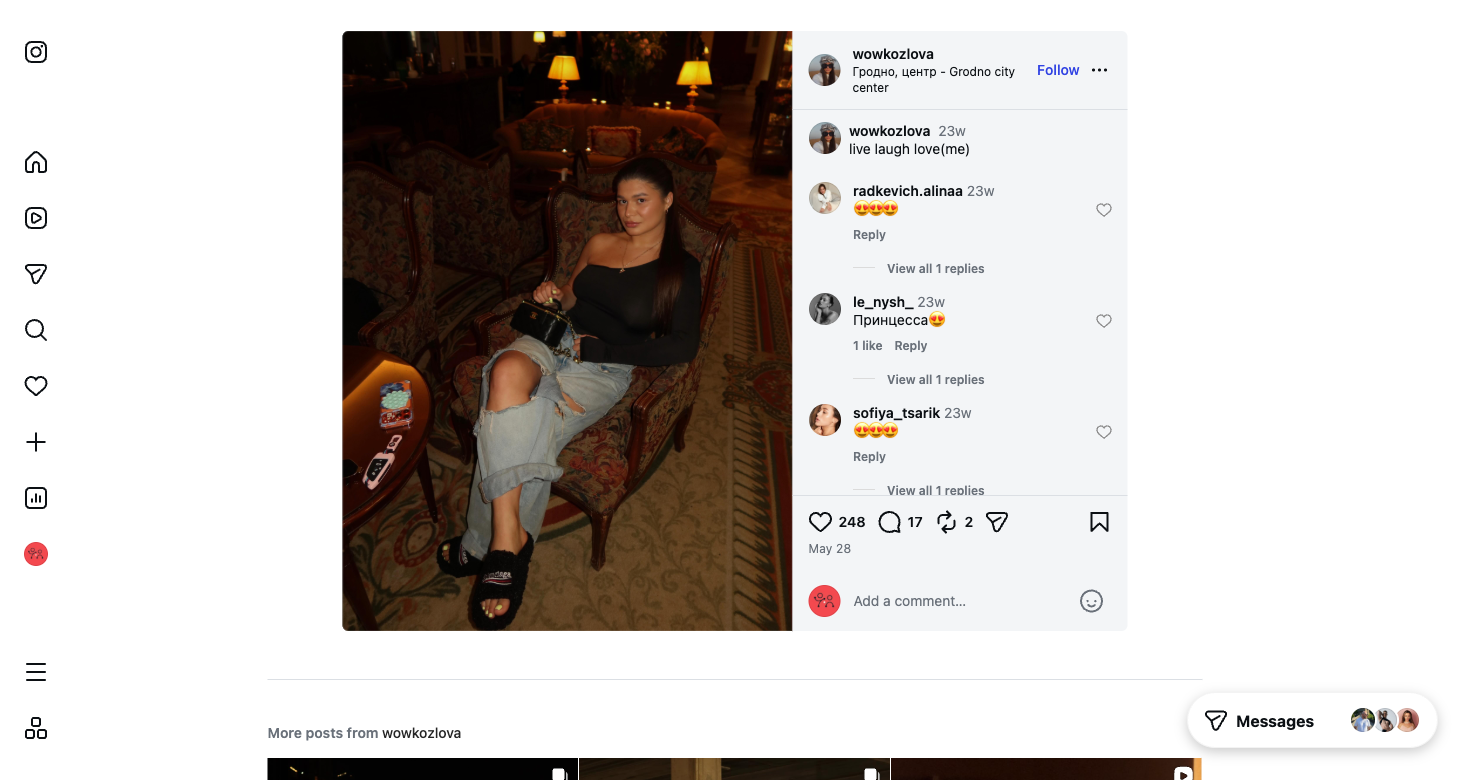 wowkozlova
Гродно, центр - Grodno city
center
Follow
wowkozlova 23w
live laugh love(me)
radkevich.alinaa 23w
😍😍😍
Reply
View all 1 replies
le_nysh_ 23w
Принцесса😍
1 like Reply
View all 1 replies
sofiya_tsarik 23w
😍😍😍
Reply
View all 1 replies
248 17 2
May 28
Add a comment...
More posts from wowkozlova
Messages